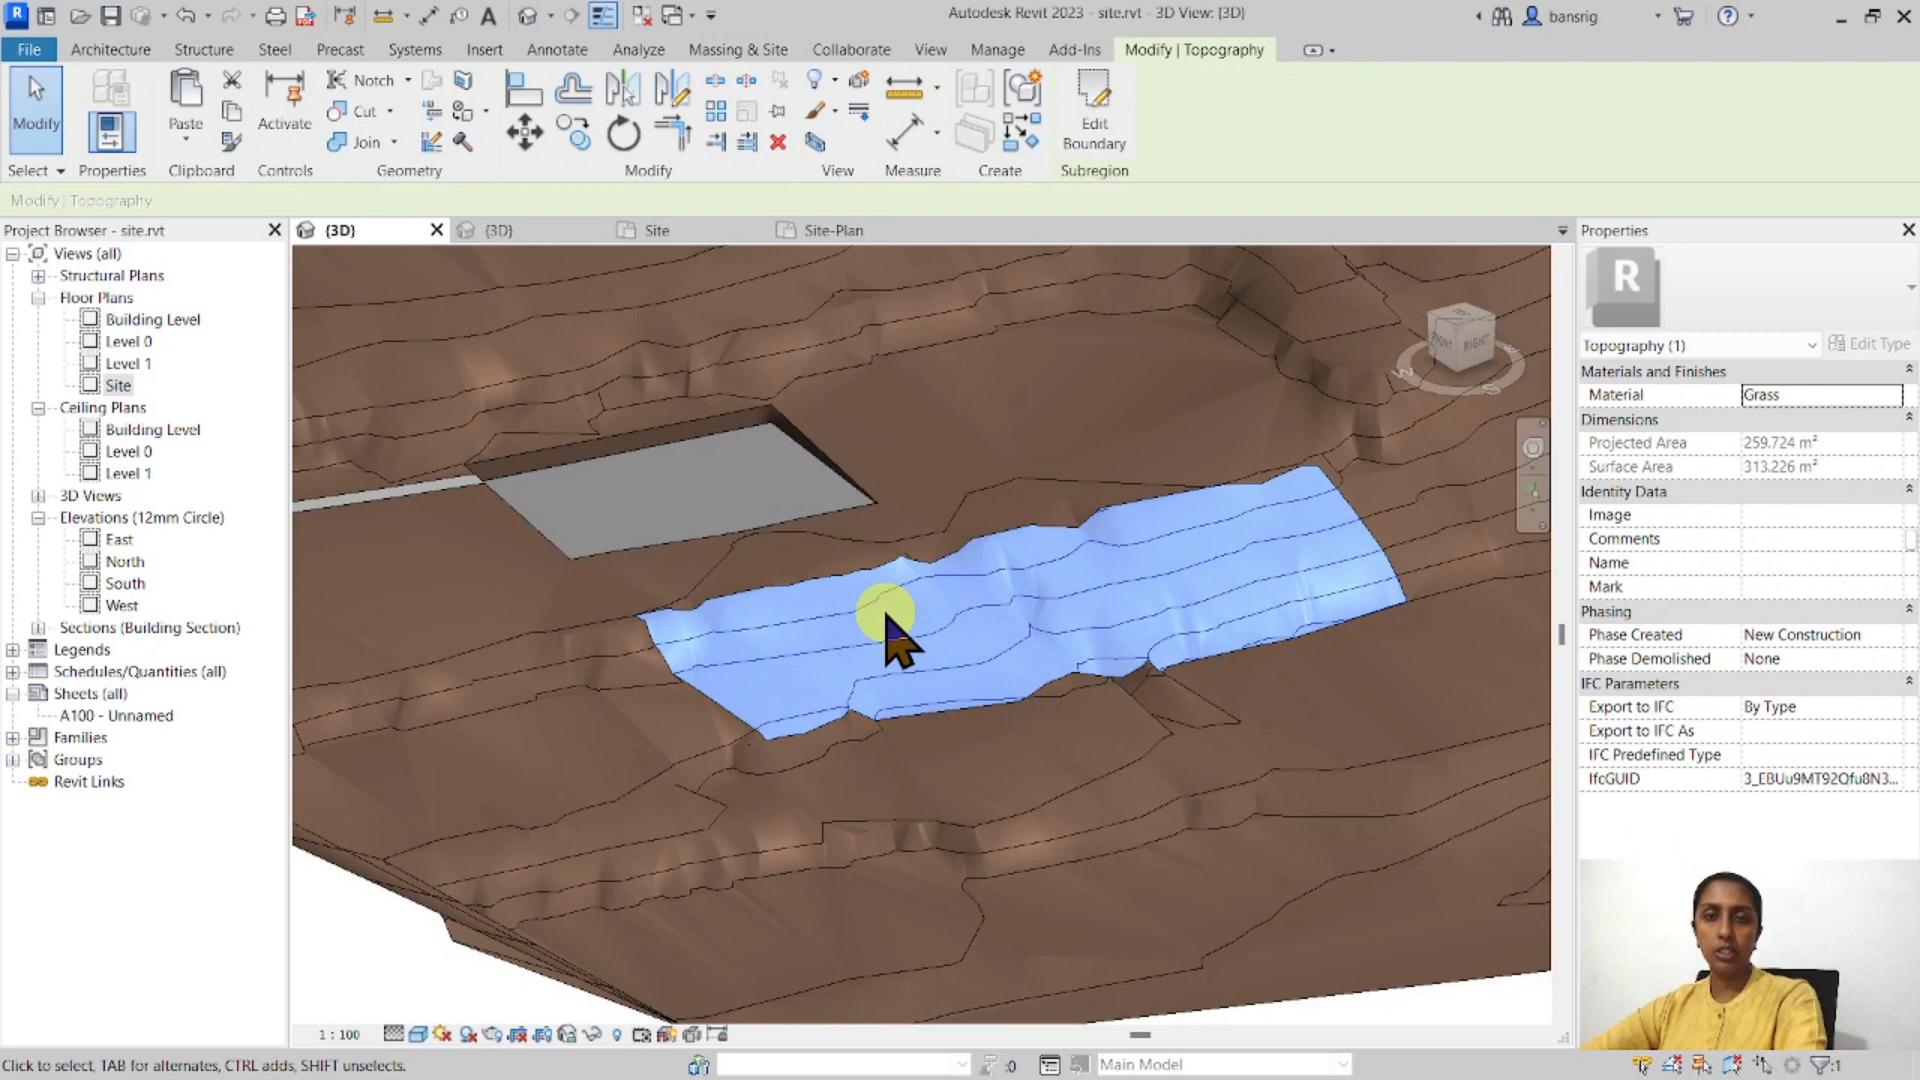 Autodesk Revit 2023 - site.rvt - 3D View: {3D}
bansrig
File Architecture Structure Steel Precast Systems Insert Annotate Analyze Massing & Site Collaborate View Manage Add-Ins Modify | Topography
Modify
Paste
Activate
Notch
Cut
Join
Edit
Boundary
Select Properties Clipboard Controls Geometry Modify View Measure Create Subregion
Modify | Topography
Project Browser - site.rvt
{3D} {3D} Site Site-Plan
Properties
Views (all)
Structural Plans
Floor Plans
Building Level
Level 0
Level 1
Site
Ceiling Plans
Building Level
Level 0
Level 1
3D Views
Elevations (12mm Circle)
East
North
South
West
Sections (Building Section)
Legends
Schedules/Quantities (all)
Sheets (all)
A100 - Unnamed
Families
Groups
Revit Links
FRONT RIGHT
R
Topography (1) Edit Type
Materials and Finishes
Material Grass
Dimensions
Projected Area 259.724 m²
Surface Area 313.226 m²
Identity Data
Image
Comments
Name
Mark
Phasing
Phase Created New Construction
Phase Demolished None
IFC Parameters
Export to IFC By Type
Export to IFC As
IFC Predefined Type
IfcGUID 3_EBUu9MT92Qfu8N3...
1 : 100
Click to select, TAB for alternates, CTRL adds, SHIFT unselects.
:0
Main Model
:1